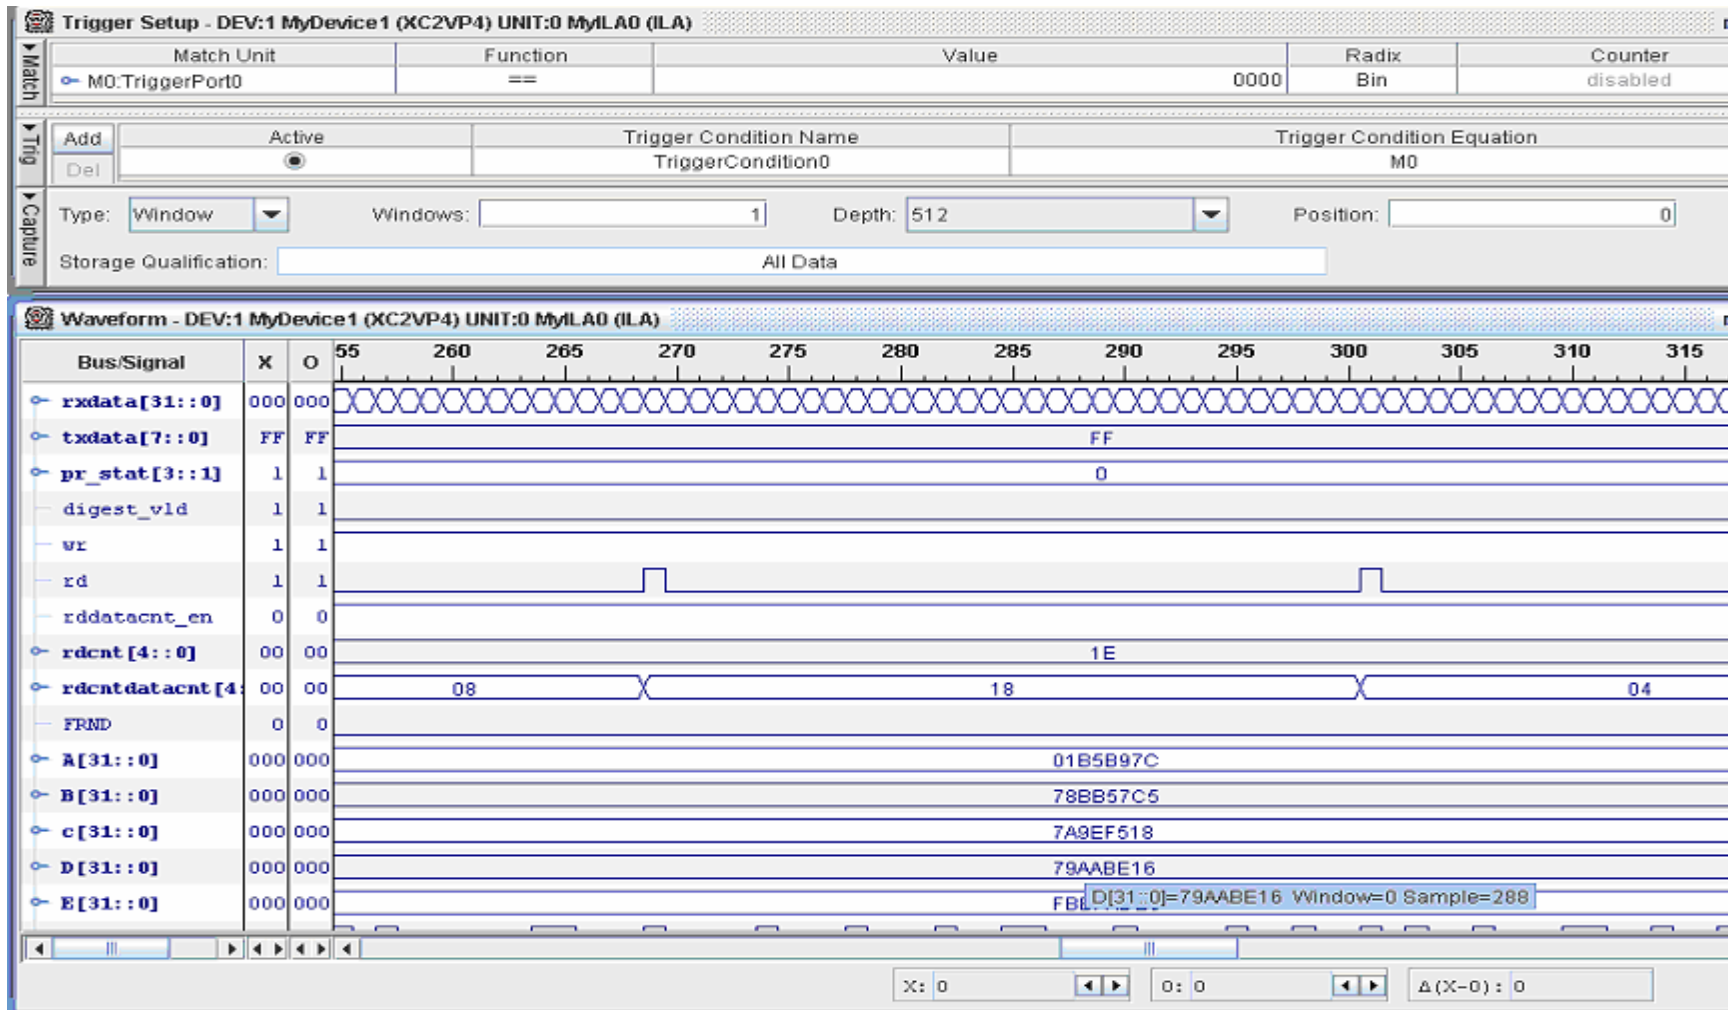 Trigger Setup - DEV:1 MyDevice1 (XC2VP4) UNIT:0 MyILA0 (ILA)
Match
Match Unit Function Value Radix Counter
M0:TriggerPort0 == 0000 Bin disabled
Trig
Add Active Trigger Condition Name Trigger Condition Equation
Del TriggerCondition0 M0
Capture
Type: Window Windows: 1 Depth: 512 Position: 0
Storage Qualification: All Data
Waveform - DEV:1 MyDevice1 (XC2VP4) UNIT:0 MyILA0 (ILA)
Bus/Signal X O 55 260 265 270 275 280 285 290 295 300 305 310 315
rxdata[31::0] 000 000
txdata[7::0] FF FF FF
pr_stat[3::1] 1 1 0
digest_vld 1 1
wr 1 1
rd 1 1
rddatacnt_en 0 0
rdcnt[4::0] 00 00 1E
rdcntdatacnt[4: 00 00 08 18 04
FRND 0 0
A[31::0] 000 000 01B5B97C
B[31::0] 000 000 78BB57C5
c[31::0] 000 000 7A9EF518
D[31::0] 000 000 79AABE16
E[31::0] 000 000 D[31::0]=79AABE16 Window=0 Sample=288
X: 0 O: 0 Δ(X-O): 0